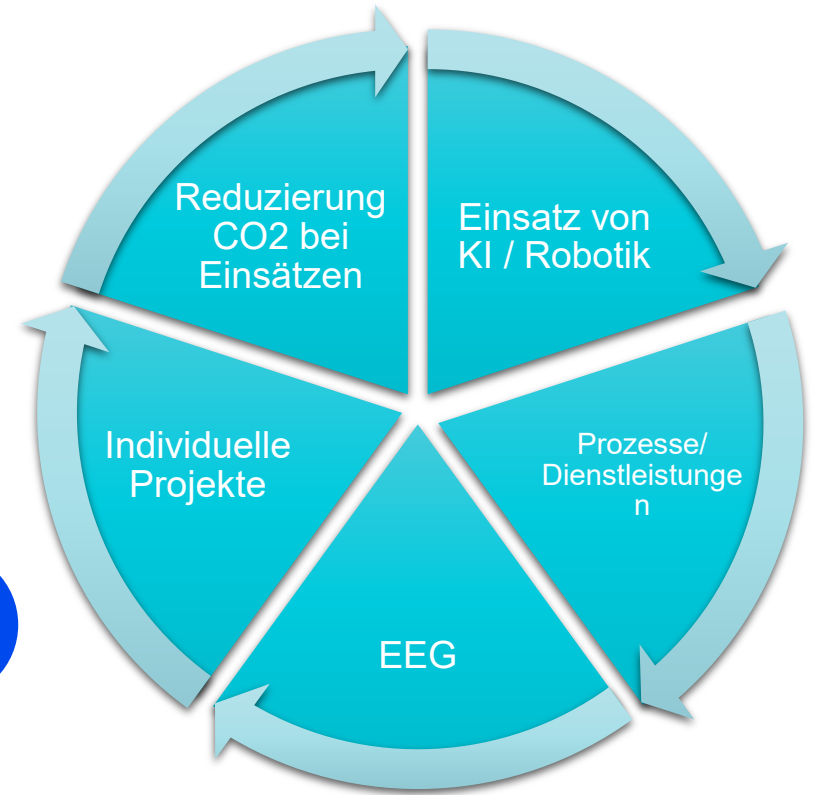 Reduzierung
CO2 bei
Einsätzen
Einsatz von
KI / Robotik
Individuelle
Projekte
Prozesse/
Dienstleistunge
n
EEG